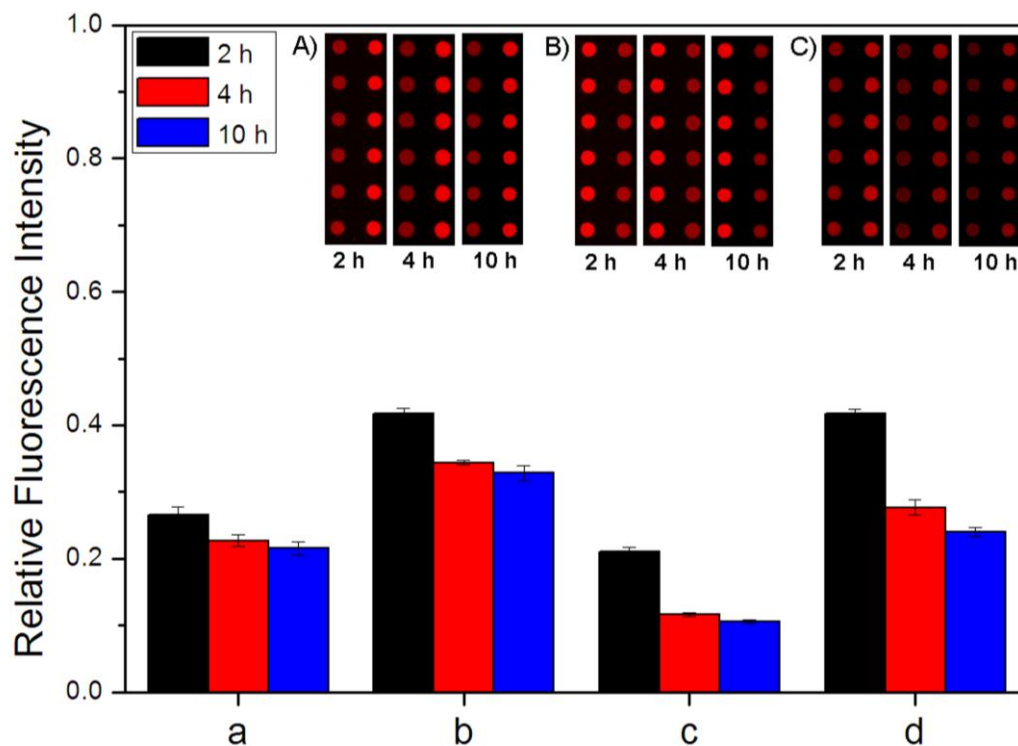 Relative Fluorescence Intensity
1.0
0.8
0.6
0.4
0.2
0.0
2 h
4 h
10 h
A)
2 h 4 h 10 h
B)
2 h 4 h 10 h
C)
2 h 4 h 10 h
a b c d